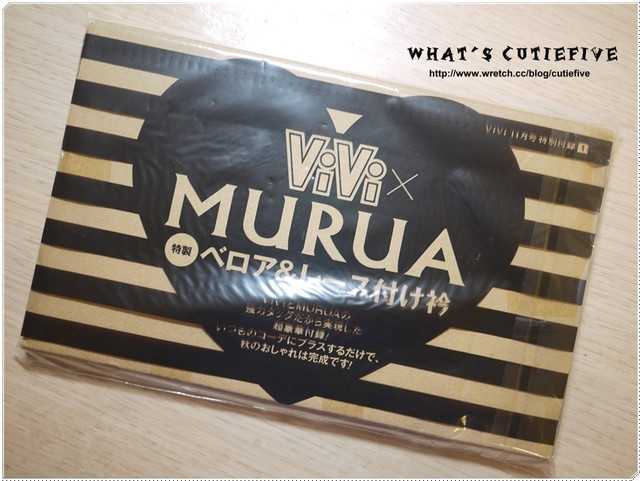 WHAT'S CUTIEFIVE
http://www.wretch.cc/blog/cutiefive
ViVi 11月号 特別付録 1
ViVi×
MURUA
特製 ベロア&レース付け衿
ViViとMURUAの
強力タッグだから実現した
超豪華付録!
いつものコーデにプラスするだけで、
秋のおしゃれは完成です!